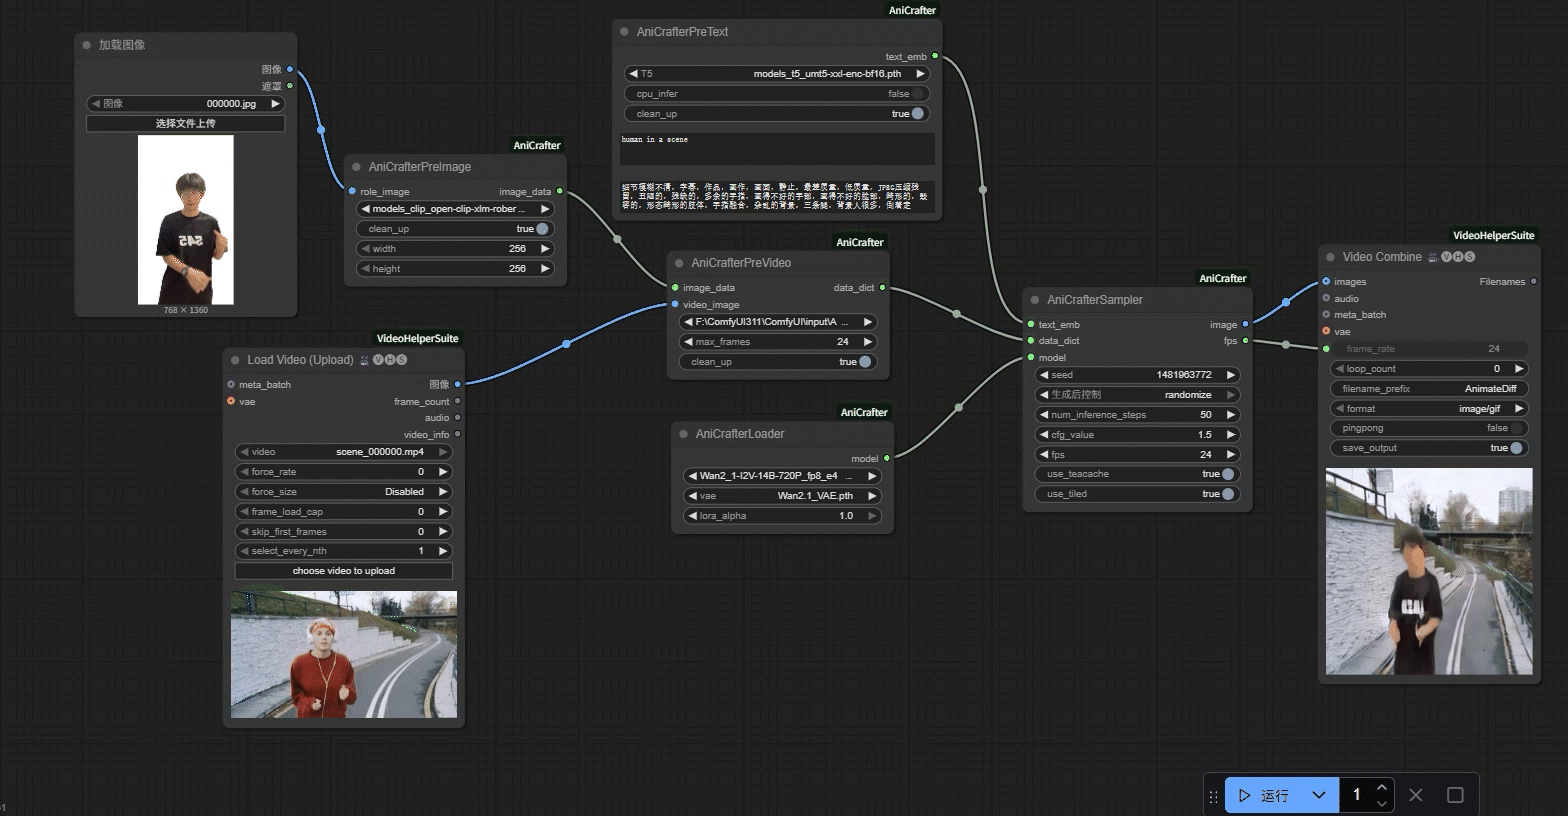 加载图像
图像
遮罩
图像 000000.jpg
选择文件上传
768 × 1360
AniCrafter
AniCrafterPreImage
role_image image_data
models_clip_open-clip-xlm-rober ...
clean_up true
width 256
height 256
VideoHelperSuite
Load Video (Upload) VHS
meta_batch 图像
vae frame_count
audio
video_info
video scene_000000.mp4
force_rate 0
force_size Disabled
frame_load_cap 0
skip_first_frames 0
select_every_nth 1
choose video to upload
AniCrafter
AniCrafterPreText
text_emb
T5 models_t5_umt5-xxl-enc-bf16.pth
cpu_infer false
clean_up true
human in a scene
细节模糊不清，字幕，作品，画作，画面，静止，最差质量，低质量，JPEG压缩残
留，丑陋的，残缺的，多余的手指，画得不好的手部，画得不好的脸部，畸形的，毁
容的，形态畸形的肢体，手指融合，杂乱的背景，三条腿，背景人很多，倒着走
AniCrafter
AniCrafterPreVideo
image_data data_dict
video_image
F:\ComfyUI311\ComfyUI\input\A ...
max_frames 24
clean_up true
AniCrafter
AniCrafterLoader
model
Wan2_1-I2V-14B-720P_fp8_e4 ...
vae Wan2.1_VAE.pth
lora_alpha 1.0
AniCrafter
AniCrafterSampler
text_emb image
data_dict fps
model
seed 1481963772
生成后控制 randomize
num_inference_steps 50
cfg_value 1.5
fps 24
use_teacache true
use_tiled true
VideoHelperSuite
Video Combine VHS
images Filenames
audio
meta_batch
vae
frame_rate 24
loop_count 0
filename_prefix AnimateDiff
format image/gif
pingpong false
save_output true
运行 1